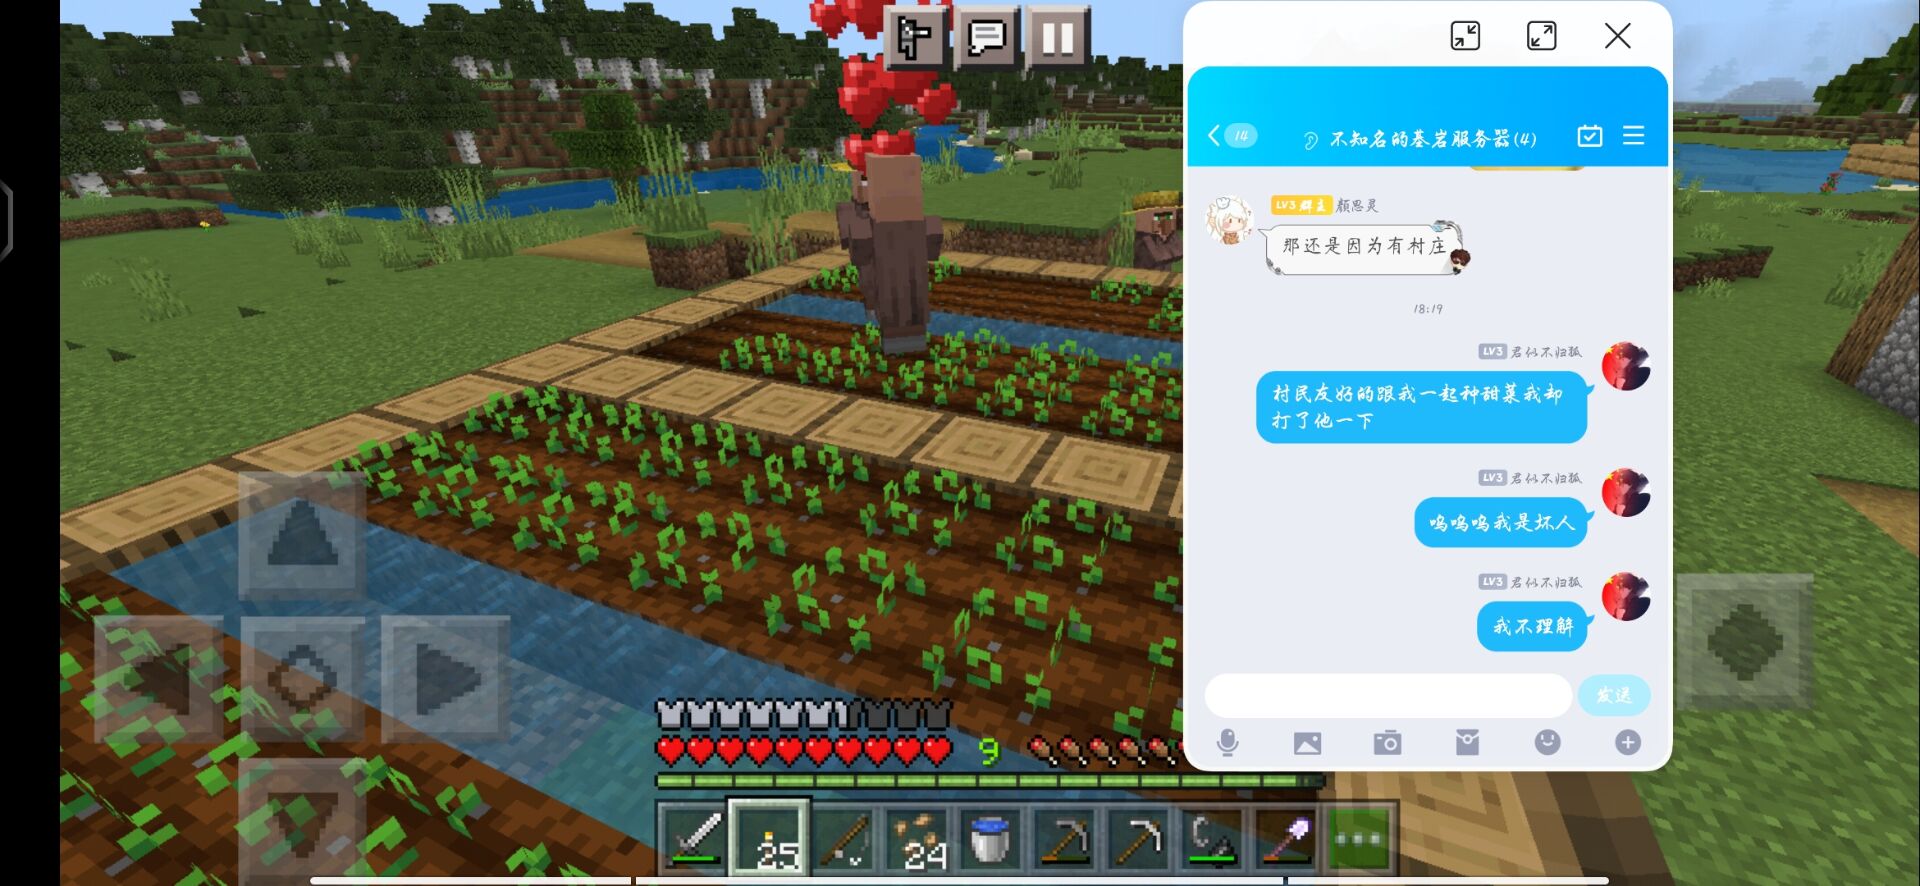 14
不知名的基岩服务器(4)
LV3 群主 颜思灵
那还是因为有村庄
18:19
LV3 君似不归狐
村民友好的跟我一起种甜菜我却
打了他一下
LV3 君似不归狐
呜呜呜我是坏人
LV3 君似不归狐
我不理解
发送
9
25
24